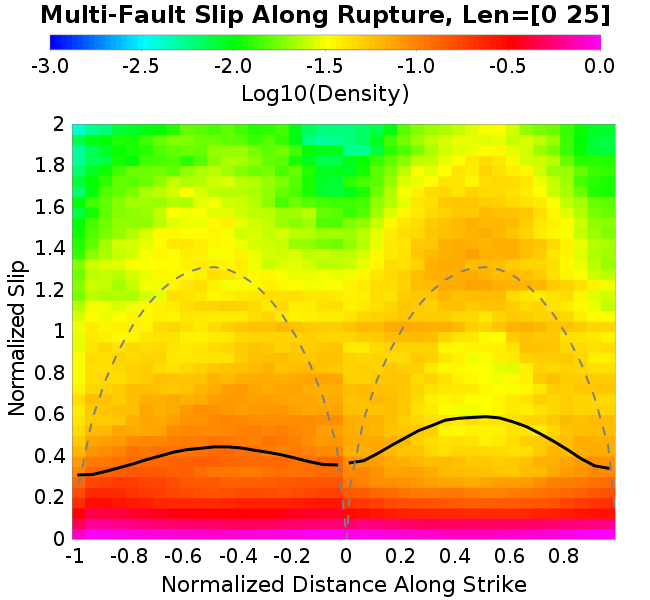 Multi-Fault Slip Along Rupture, Len=[0 25]
-3.0 -2.5 -2.0 -1.5 -1.0 -0.5 0.0
Log10(Density)
Normalized Slip
2
1.8
1.6
1.4
1.2
1
0.8
0.6
0.4
0.2
0
-1 -0.8 -0.6 -0.4 -0.2 0 0.2 0.4 0.6 0.8
Normalized Distance Along Strike